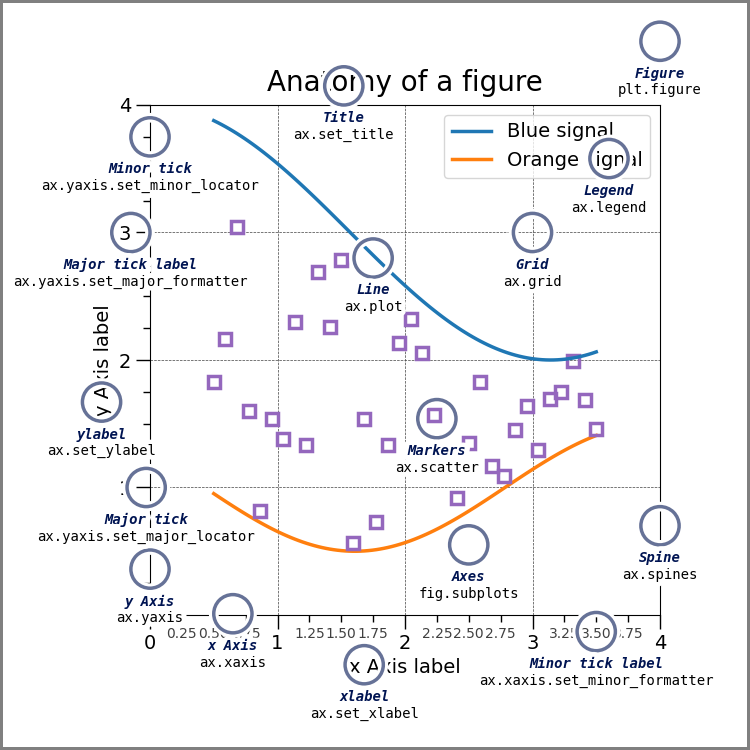 Figure
plt.figure
Anatomy of a figure
Title
ax.set_title
4
Blue signal
Orange signal
Legend
ax.legend
Minor tick
ax.yaxis.set_minor_locator
3
Major tick label
ax.yaxis.set_major_formatter
Grid
ax.grid
Line
ax.plot
y Axis label
2
ylabel
ax.set_ylabel
Markers
ax.scatter
Major tick
ax.yaxis.set_major_locator
Spine
ax.spines
Axes
fig.subplots
y Axis
ax.yaxis
0 0.25 0.50 1 1.25 1.50 1.75 2 2.25 2.50 2.75 3 3.50 4
x Axis
ax.xaxis
Minor tick label
ax.xaxis.set_minor_formatter
x Axis label
xlabel
ax.set_xlabel